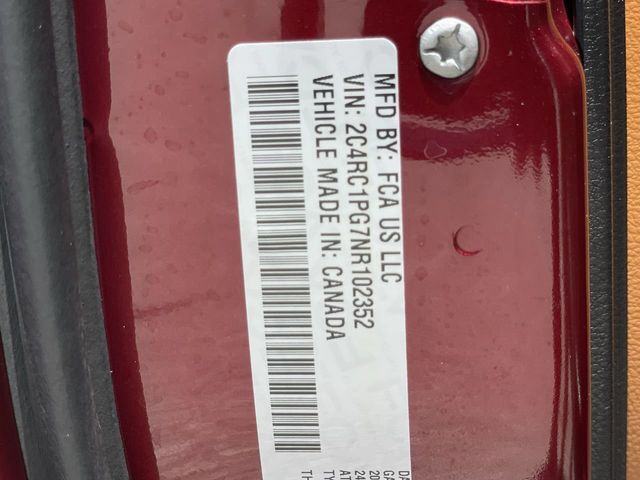 MFD BY: FCA US LLC
VIN: 2C4RC1PG7NR102352
VEHICLE MADE IN: CANADA